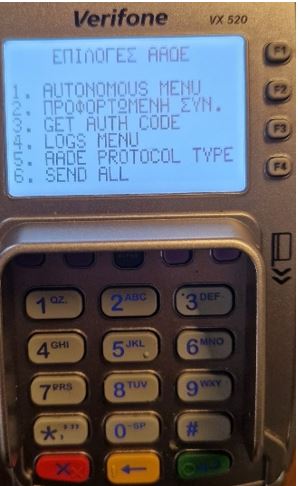 Verifone VX 520
ΕΠΙΛΟΓΕΣ ΑΑΔΕ
1. AUTONOMOUS MENU
2. ΠΡΟΦΟΡΤΩΜΕΝΗ ΣΥΝ.
3. GET AUTH CODE
4. LOGS MENU
5. AADE PROTOCOL TYPE
6. SEND ALL
F1
F2
F3
F4
1 QZ. 2 ABC 3 DEF
4 GHI 5 JKL 6 MNO
7 PRS 8 TUV 9 WXY
*,'" 0-SP #